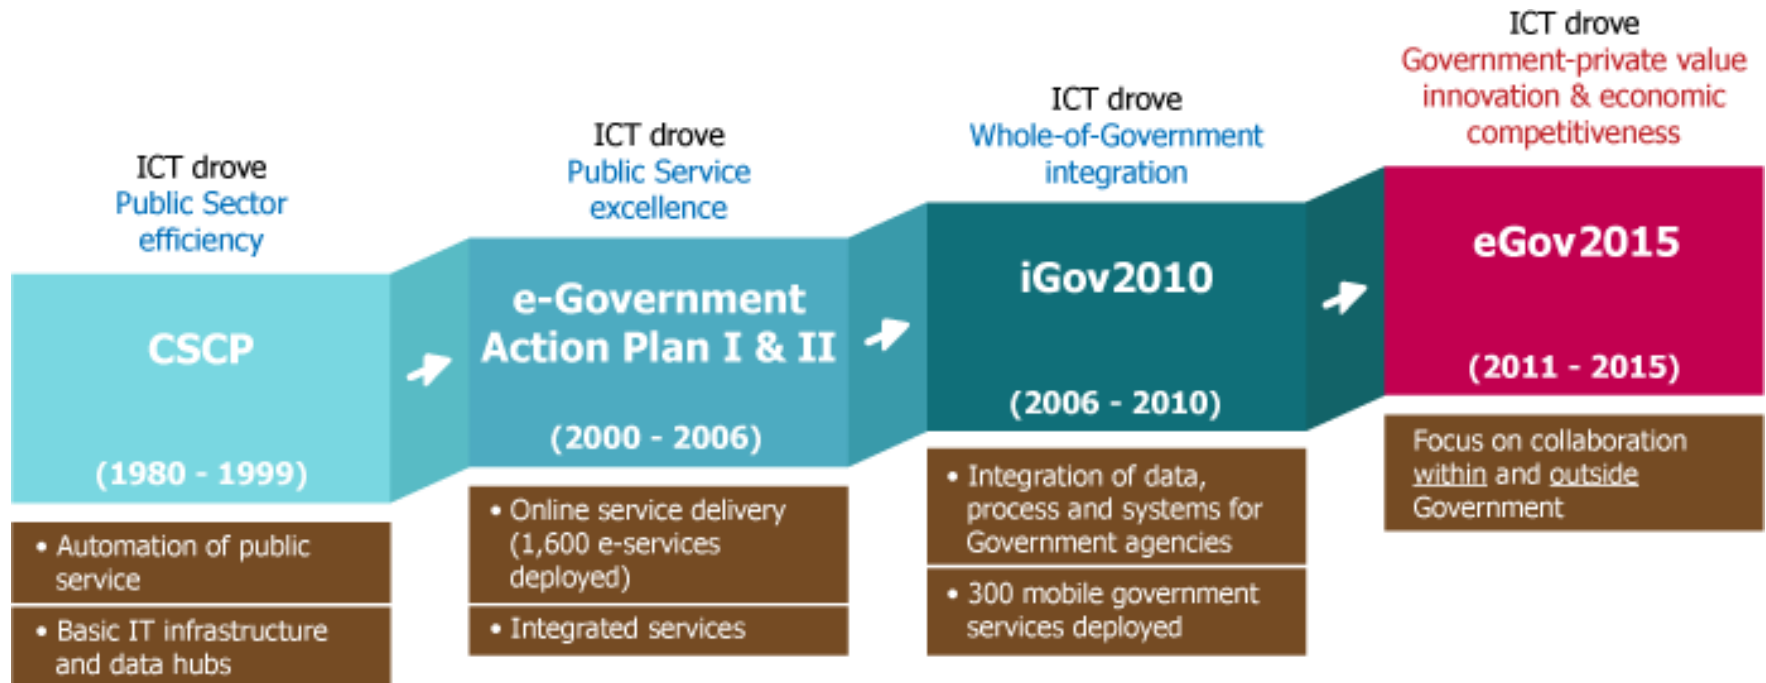 ICT drove
Public Sector
efficiency
CSCP
(1980 - 1999)
• Automation of public
service
• Basic IT infrastructure
and data hubs
ICT drove
Public Service
excellence
e-Government
Action Plan I & II
(2000 - 2006)
• Online service delivery
(1,600 e-services
deployed)
• Integrated services
ICT drove
Whole-of-Government
integration
iGov2010
(2006 - 2010)
• Integration of data,
process and systems for
Government agencies
• 300 mobile government
services deployed
ICT drove
Government-private value
innovation & economic
competitiveness
eGov2015
(2011 - 2015)
Focus on collaboration
within and outside
Government